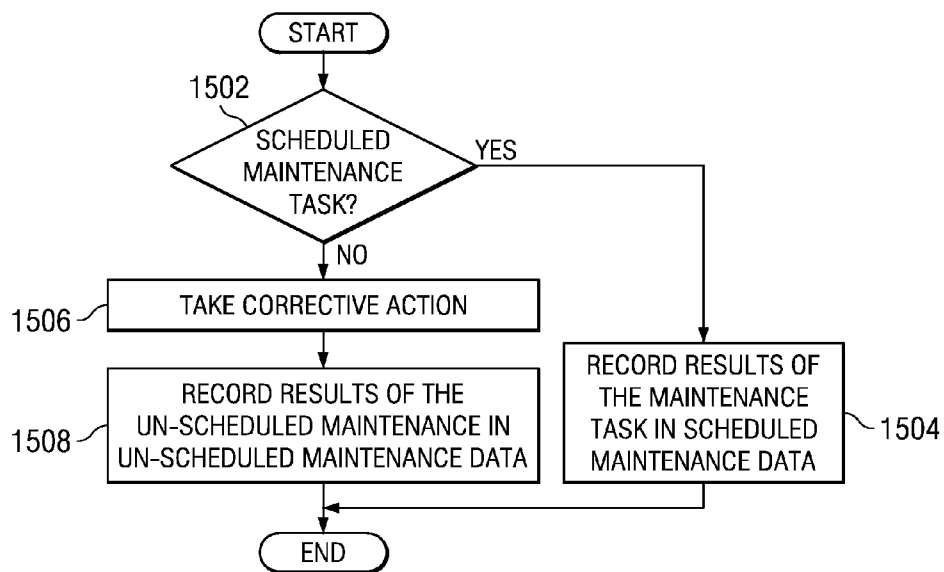 START
1502
SCHEDULED
MAINTENANCE
TASK?
YES
NO
1506
TAKE CORRECTIVE ACTION
1508
RECORD RESULTS OF THE
UN-SCHEDULED MAINTENANCE IN
UN-SCHEDULED MAINTENANCE DATA
RECORD RESULTS OF
THE MAINTENANCE
TASK IN SCHEDULED
MAINTENANCE DATA
1504
END